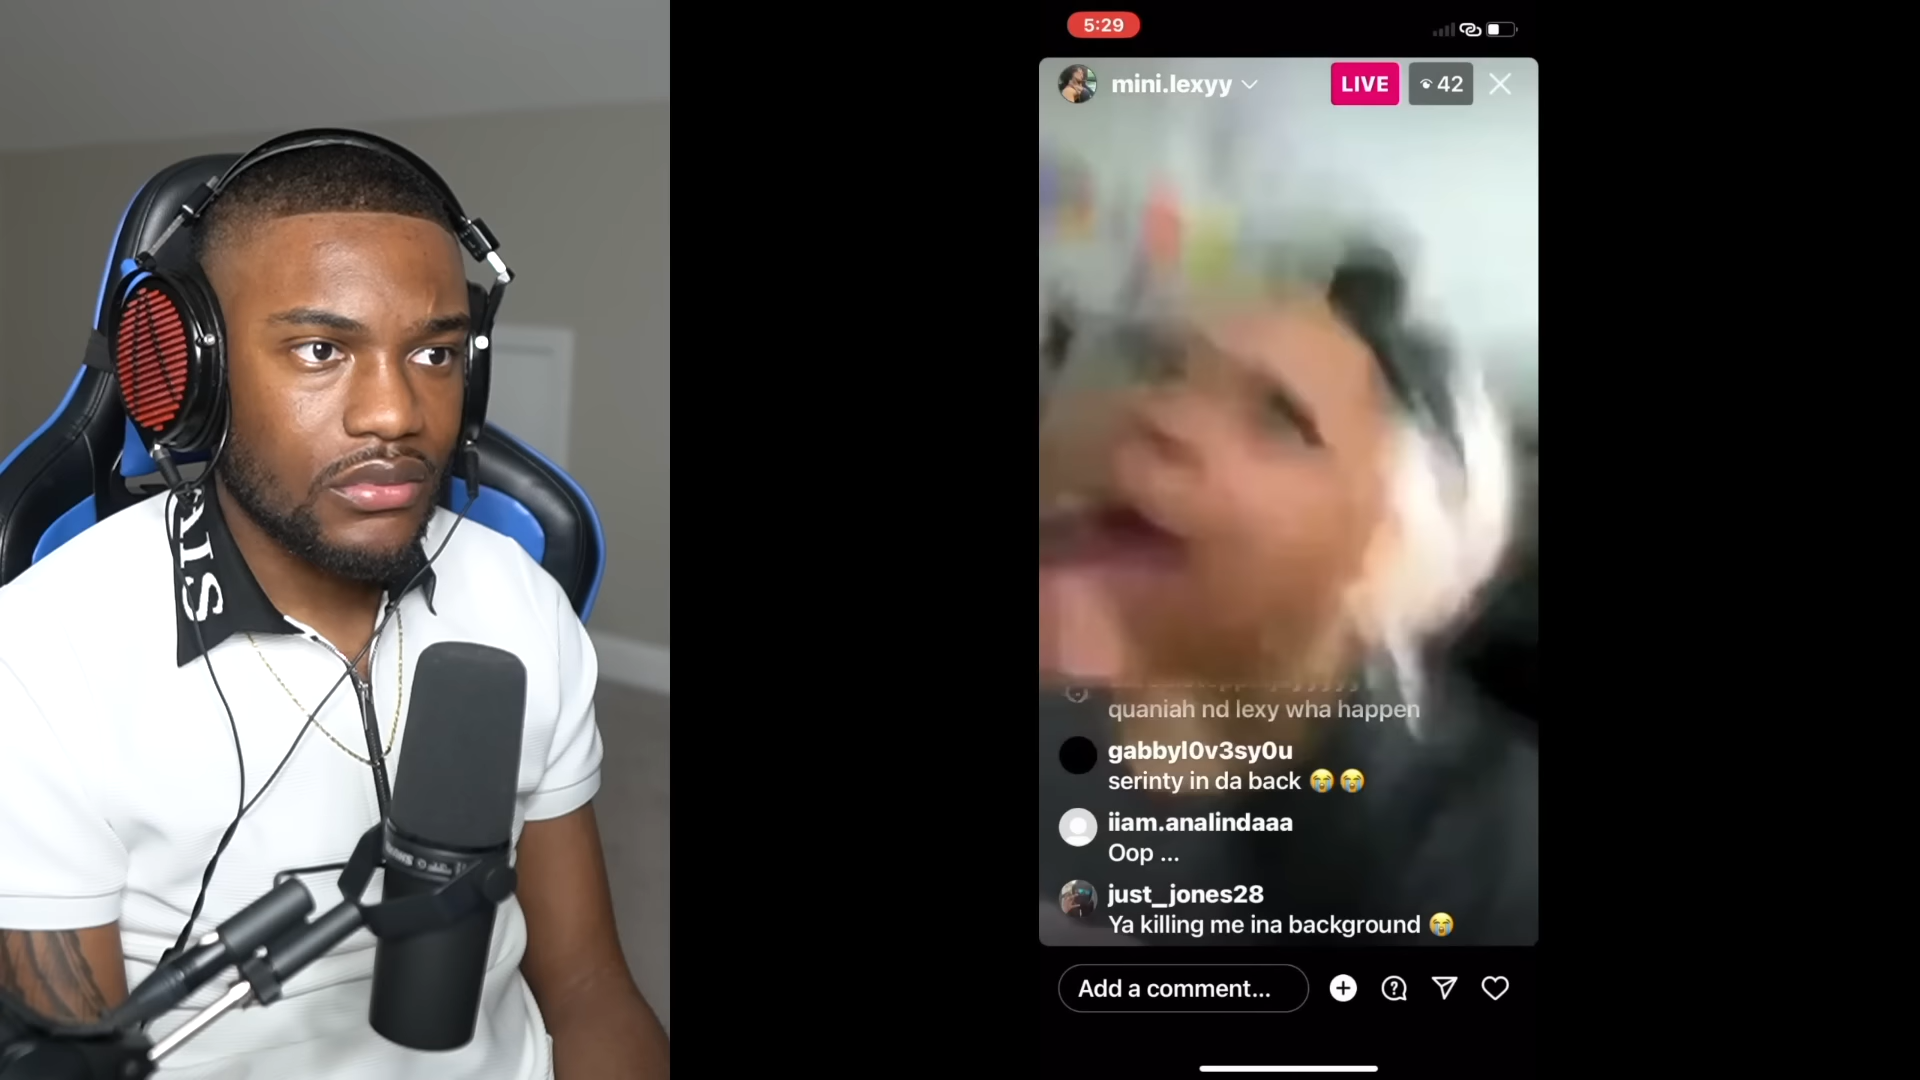 5:29
mini.lexyy
LIVE
42
quaniah nd lexy wha happen
gabbyl0v3sy0u
serinty in da back 😭😭
iiam.analindaaa
Oop ...
just_jones28
Ya killing me ina background 😭
Add a comment...